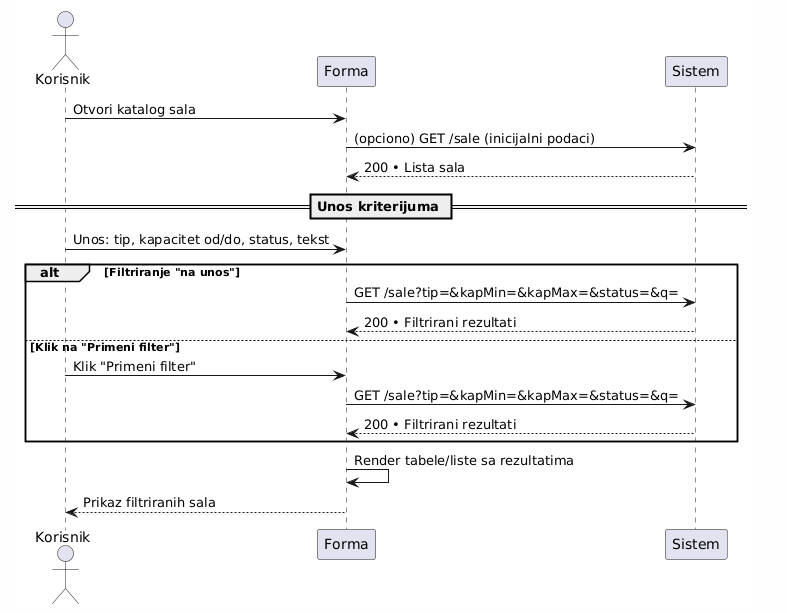 Korisnik
Forma
Sistem
Otvori katalog sala
(opciono) GET /sale (inicijalni podaci)
200 • Lista sala
Unos kriterijuma
Unos: tip, kapacitet od/do, status, tekst
alt
[Filtriranje "na unos"]
GET /sale?tip=&kapMin=&kapMax=&status=&q=
200 • Filtrirani rezultati
[Klik na "Primeni filter"]
Klik "Primeni filter"
GET /sale?tip=&kapMin=&kapMax=&status=&q=
200 • Filtrirani rezultati
Render tabele/liste sa rezultatima
Prikaz filtriranih sala
Korisnik
Forma
Sistem